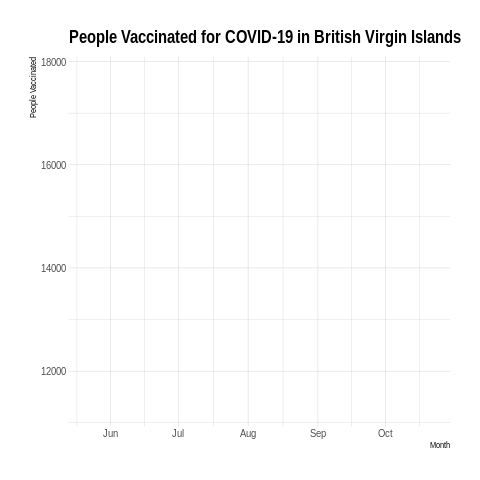 People Vaccinated for COVID-19 in British Virgin Islands
People Vaccinated
18000
16000
14000
12000
Jun Jul Aug Sep Oct
Month